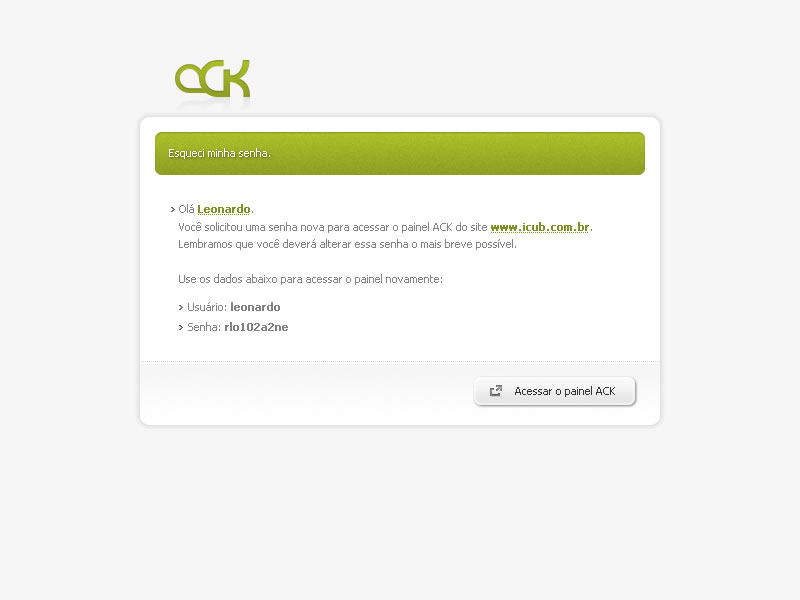 ACK
Esqueci minha senha.
Olá Leonardo.
Você solicitou uma senha nova para acessar o painel ACK do site www.icub.com.br.
Lembramos que você deverá alterar essa senha o mais breve possível.
Use os dados abaixo para acessar o painel novamente:
Usuário: leonardo
Senha: rlo102a2ne
Acessar o painel ACK